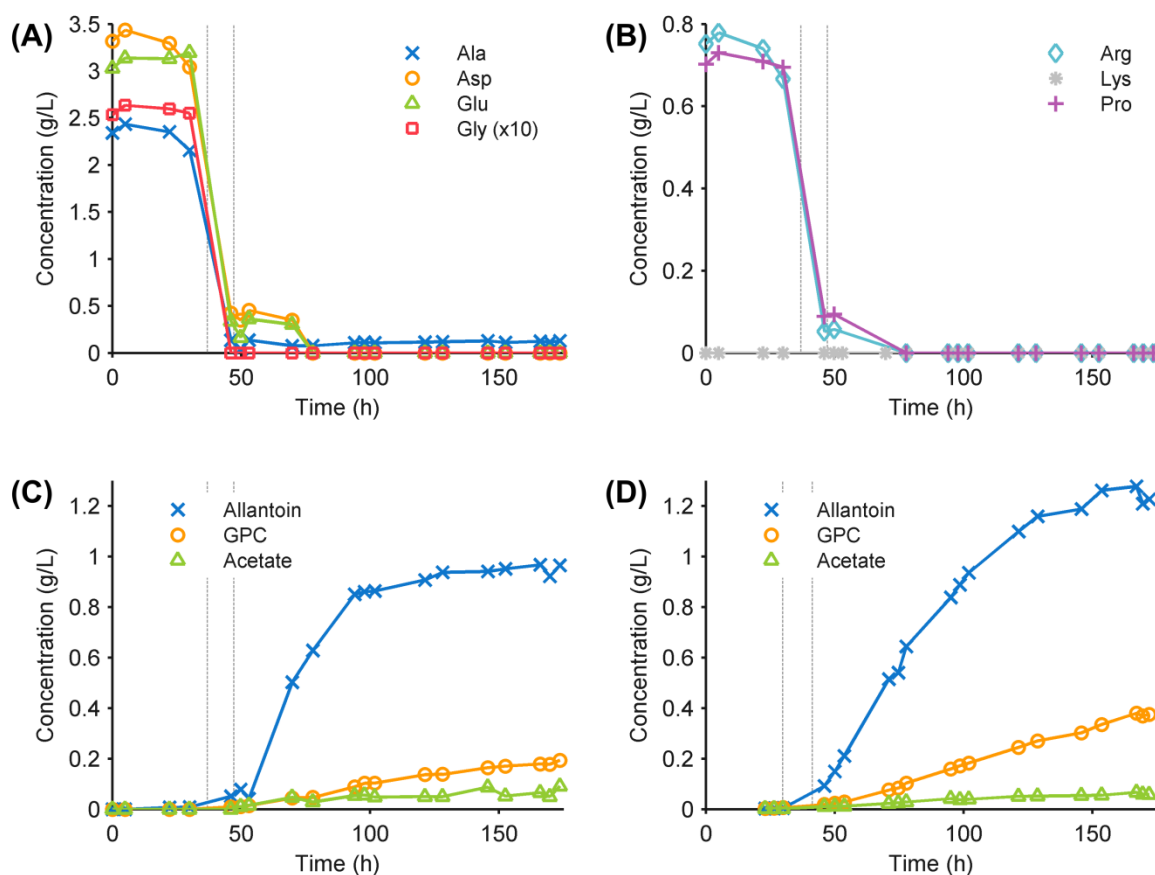 (A)
Concentration (g/L)
3.5
3
2.5
2
1.5
1
0.5
0
0 50 100 150
Time (h)
Ala
Asp
Glu
Gly (x10)
(B)
Concentration (g/L)
0.8
0.6
0.4
0.2
0
0 50 100 150
Time (h)
Arg
Lys
Pro
(C)
Concentration (g/L)
1.2
1
0.8
0.6
0.4
0.2
0
0 50 100 150
Time (h)
Allantoin
GPC
Acetate
(D)
Concentration (g/L)
1.2
1
0.8
0.6
0.4
0.2
0
0 50 100 150
Time (h)
Allantoin
GPC
Acetate